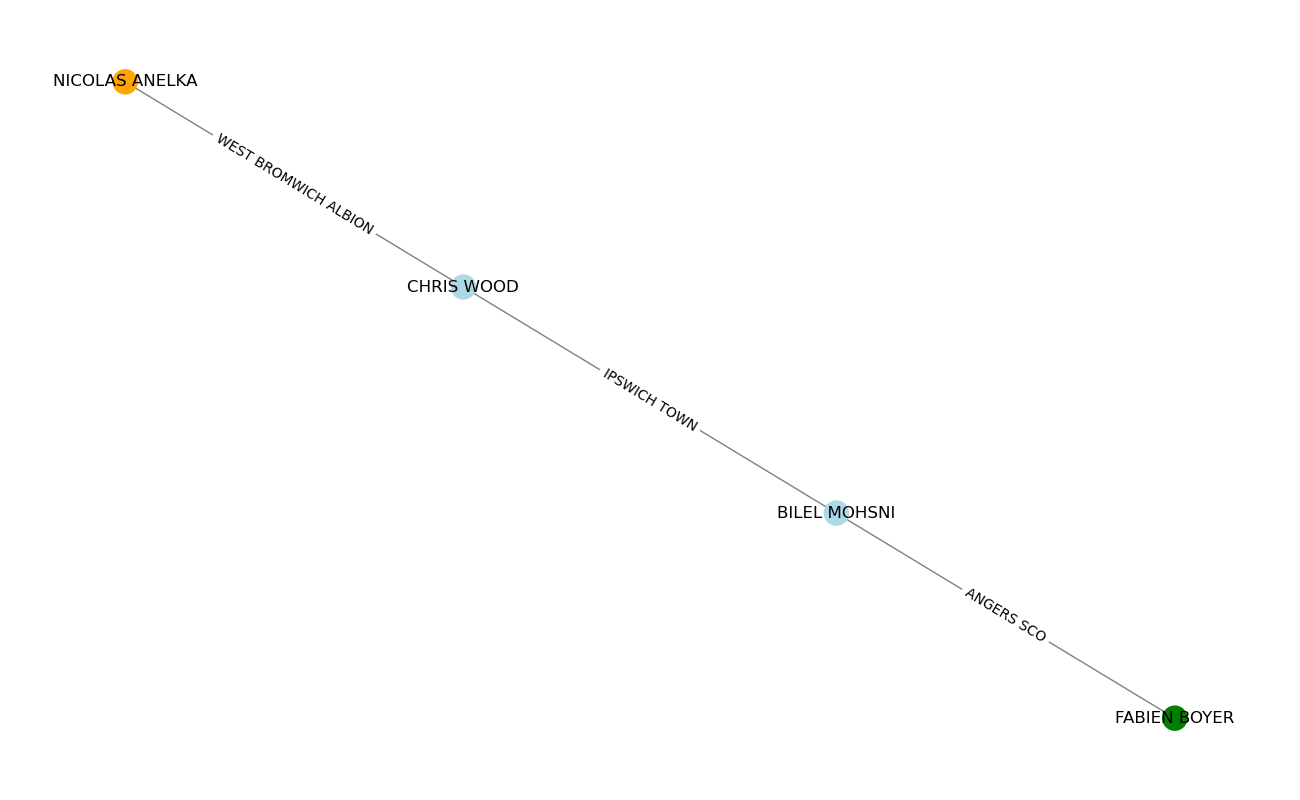 NICOLAS ANELKA
WEST BROMWICH ALBION
CHRIS WOOD
IPSWICH TOWN
BILEL MOHSNI
ANGERS SCO
FABIEN BOYER